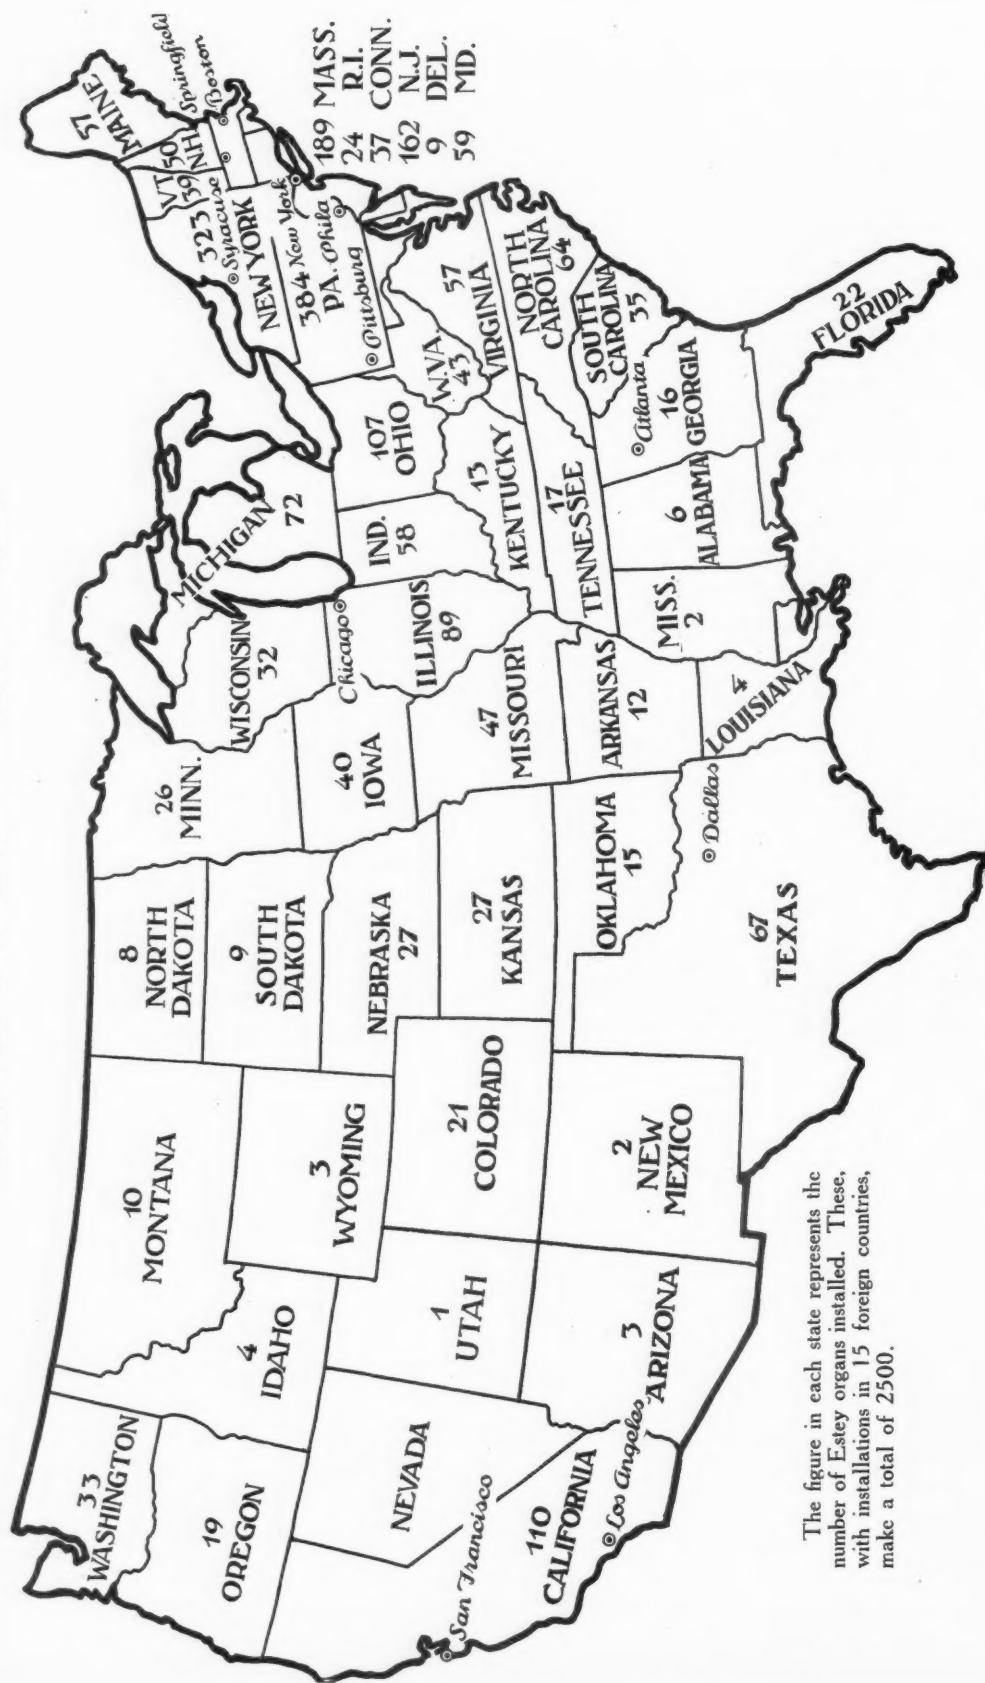 33
WASHINGTON
19
OREGON
110
CALIFORNIA
San Francisco
Los Angeles
NEVADA
4
IDAHO
10
MONTANA
3
WYOMING
1
UTAH
3
ARIZONA
21
COLORADO
2
NEW
MEXICO
8
NORTH
DAKOTA
9
SOUTH
DAKOTA
NEBRASKA
27
27
KANSAS
OKLAHOMA
15
67
TEXAS
Dallas
26
MINN.
40
IOWA
47
MISSOURI
ARKANSAS
12
4
LOUISIANA
WISCONSIN
32
Chicago
ILLINOIS
89
MICHIGAN
72
IND.
58
107
OHIO
13
KENTUCKY
17
TENNESSEE
MISS.
2
6
ALABAMA
Atlanta
16
GEORGIA
22
FLORIDA
SOUTH
CAROLINA
35
NORTH
CAROLINA
64
57
VIRGINIA
W.VA.
43
384
PA.
Pittsburg
Phila
New York
323
Syracuse
NEW YORK
VT
39
50
NH
57
MAINE
Springfield
Boston
189 MASS.
24 R.I.
37 CONN.
162 N.J.
9 DEL.
59 MD.
The figure in each state represents the
number of Estey organs installed. These,
with installations in 15 foreign countries,
make a total of 2500.